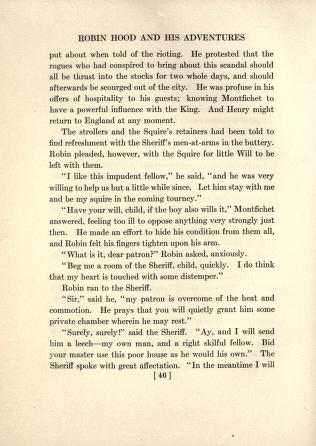 ROBIN HOOD AND HIS ADVENTURES
put about when told of the rioting. He protested that the
rogues who had conspired to bring about this scandal should
all be thrust into the stocks for two whole days, and should
afterwards be scourged out of the city. He was profuse in his
offers of hospitality to his guests; knowing Montfichet to
have a powerful influence with the King. And Henry might
return to England at any moment.
The strollers and the Squire's retainers had been told to
find refreshment with the Sheriff's men-at-arms in the buttery.
Robin pleaded, however, with the Squire for little Will to be
left with them.
"I like this impudent fellow," he said, "and he was very
willing to help us but a little while since. Let him stay with me
and be my squire in the coming tourney."
"Have your will, child, if the boy also wills it," Montfichet
answered, feeling too ill to oppose anything very strongly just
then. He made an effort to hide his condition from them all,
and Robin felt his fingers tighten upon his arm.
"What is it, dear patron?" Robin asked, anxiously.
"Beg me a room of the Sheriff, child, quickly. I do think
that my heart is touched with some distemper."
Robin ran to the Sheriff.
"Sir," said he, "my patron is overcome of the heat and
commotion. He prays that you will quietly grant him some
private chamber wherein he may rest."
"Surely, surely!" said the Sheriff. "Ay, and I will send
him a leech—my own man, and a right skilful fellow. Bid
your master use this poor house as he would his own." The
Sheriff spoke with great affectation. "In the meantime I will
[ 46 ]